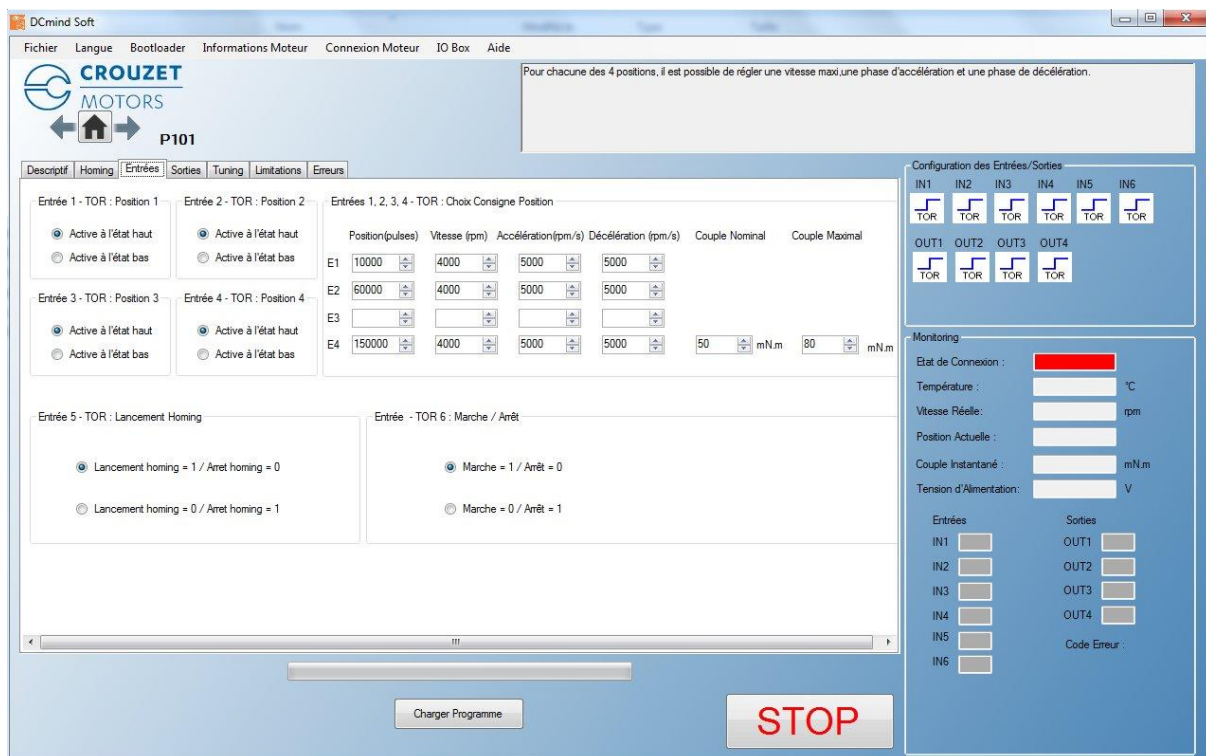 DCmind Soft
Fichier Langue Bootloader Informations Moteur Connexion Moteur IO Box Aide
CROUZET
MOTORS
P101
Pour chacune des 4 positions, il est possible de régler une vitesse maxi,une phase d'accélération et une phase de décélération.
Descriptif Homing Entrées Sorties Tuning Limitations Erreurs
Entrée 1 - TOR : Position 1
Active à l'état haut
Active à l'état bas
Entrée 2 - TOR : Position 2
Active à l'état haut
Active à l'état bas
Entrée 3 - TOR : Position 3
Active à l'état haut
Active à l'état bas
Entrée 4 - TOR : Position 4
Active à l'état haut
Active à l'état bas
Entrées 1, 2, 3, 4 - TOR : Choix Consigne Position
Position(pulses) Vitesse (rpm) Accélération(rpm/s) Décélération (rpm/s) Couple Nominal Couple Maximal
E1 10000 4000 5000 5000
E2 60000 4000 5000 5000
E3
E4 150000 4000 5000 5000 50 mN.m 80 mN.m
Entrée 5 - TOR : Lancement Homing
Lancement homing = 1 / Arret homing = 0
Lancement homing = 0 / Arret homing = 1
Entrée - TOR 6 : Marche / Arrêt
Marche = 1 / Arrêt = 0
Marche = 0 / Arrêt = 1
Charger Programme
STOP
Configuration des Entrées/Sorties
IN1 IN2 IN3 IN4 IN5 IN6
TOR TOR TOR TOR TOR TOR
OUT1 OUT2 OUT3 OUT4
TOR TOR TOR TOR
Monitoring
Etat de Connexion :
Température : °C
Vitesse Réelle: rpm
Position Actuelle :
Couple Instantané : mN.m
Tension d'Alimentation: V
Entrées Sorties
IN1 OUT1
IN2 OUT2
IN3 OUT3
IN4 OUT4
IN5 Code Erreur :
IN6